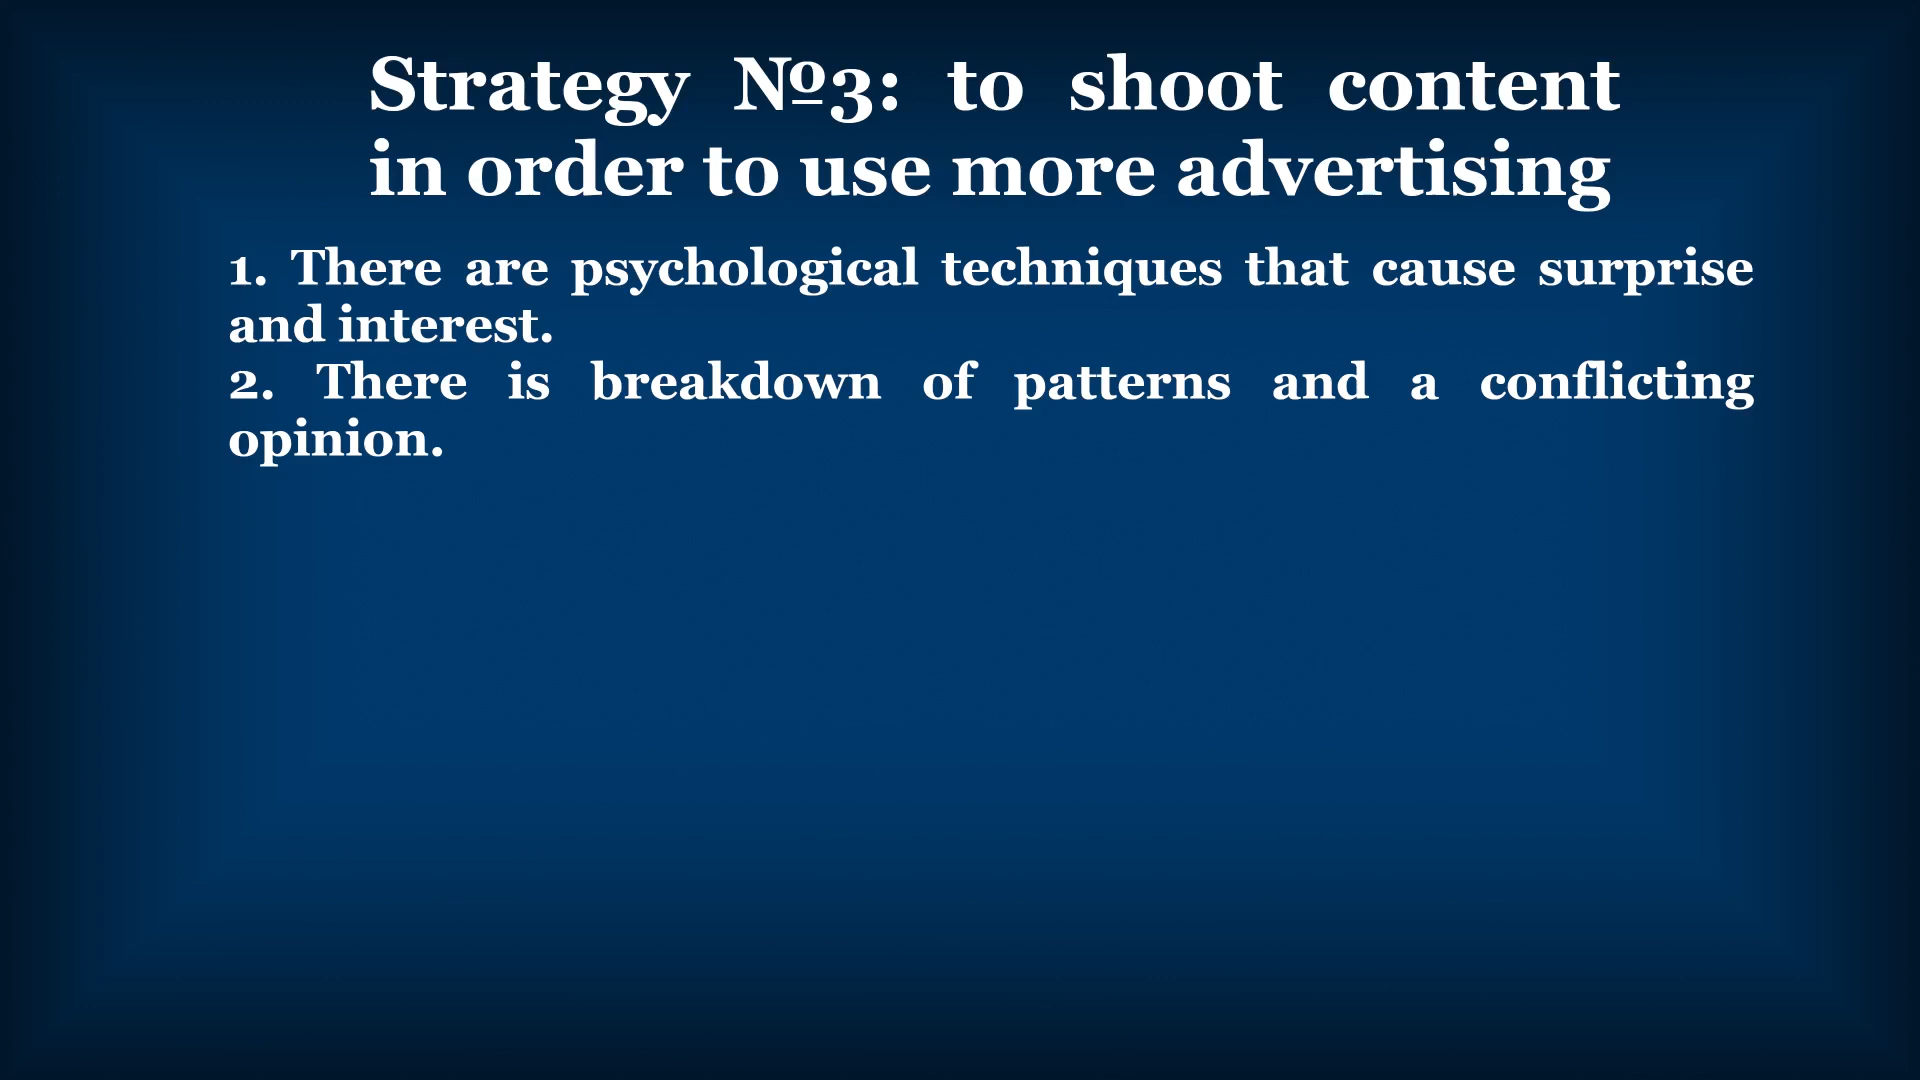 Strategy №3: to shoot content
in order to use more advertising
1. There are psychological techniques that cause surprise
and interest.
2. There is breakdown of patterns and a conflicting
opinion.